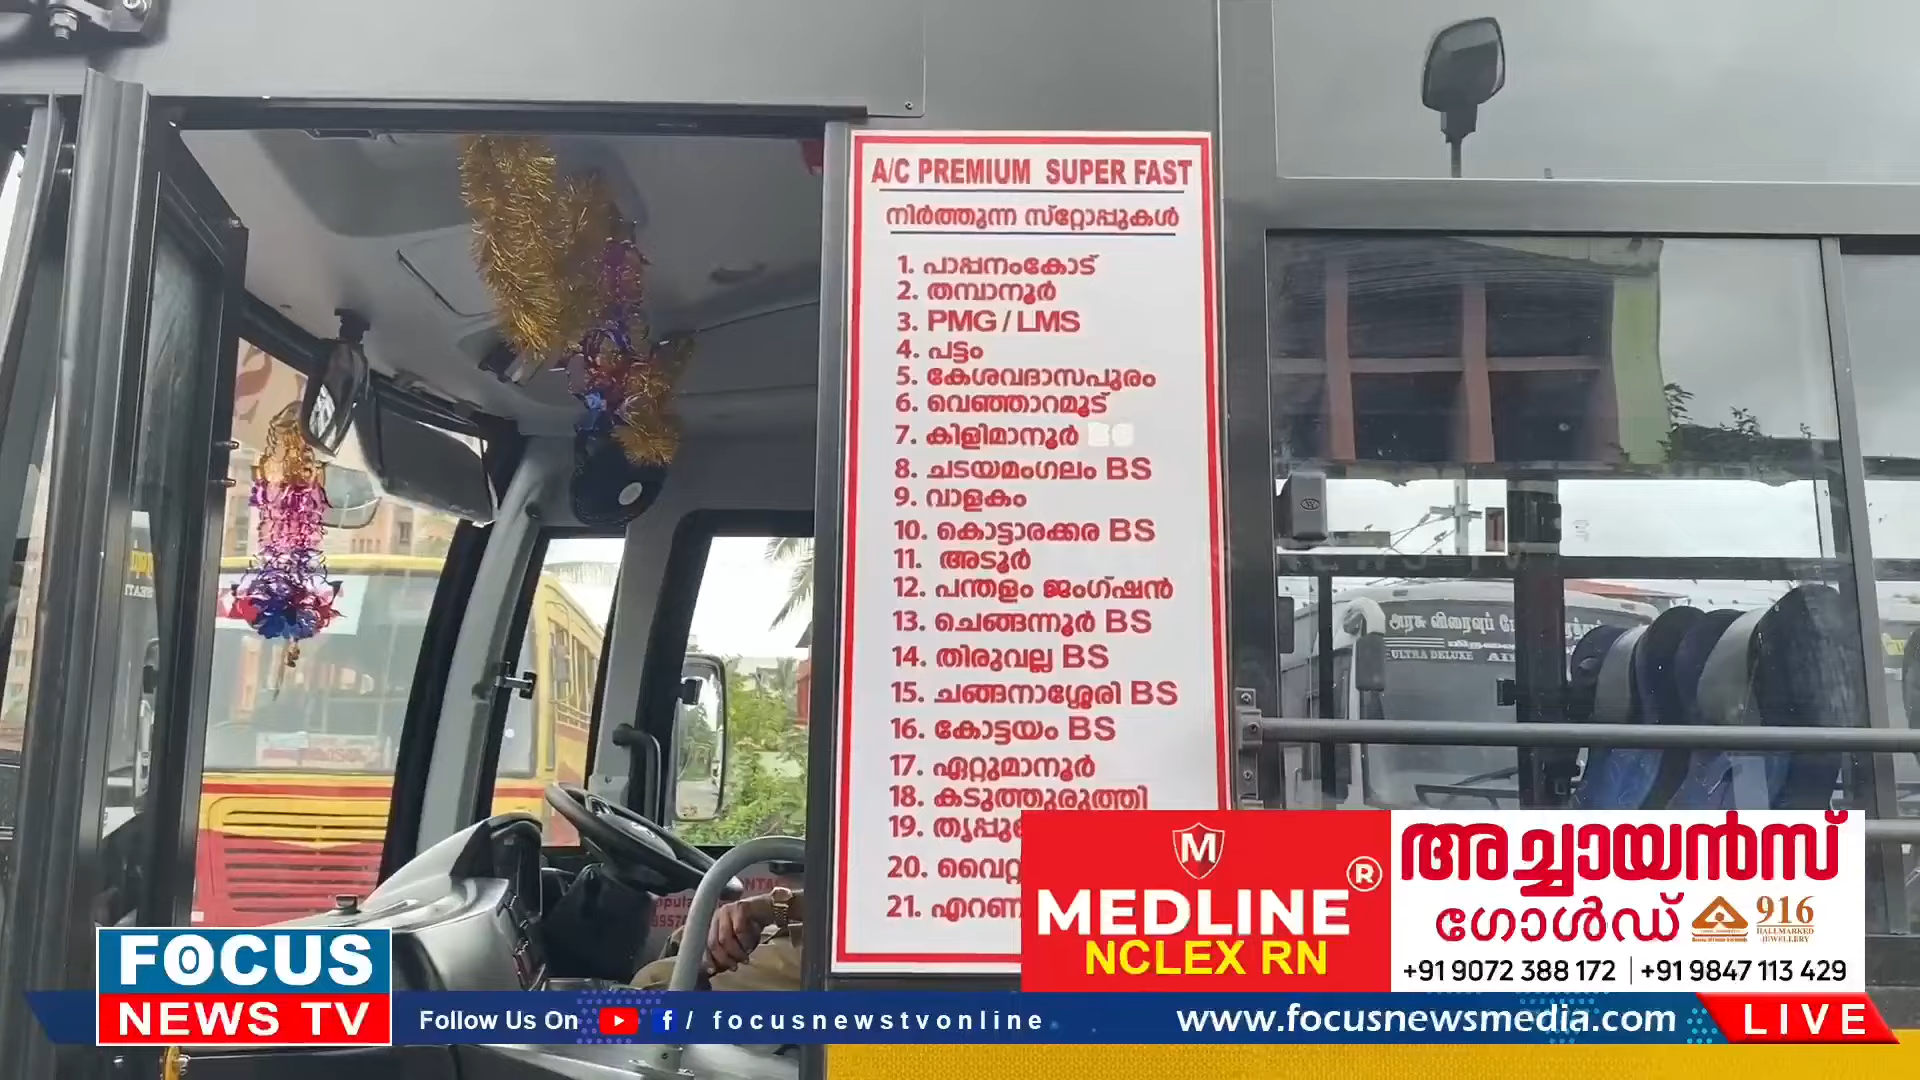 A/C PREMIUM SUPER FAST
നിർത്തുന്ന സ്റ്റോപ്പുകൾ
1. പാപ്പനംകോട്
2. തമ്പാനൂർ
3. PMG / LMS
4. പട്ടം
5. കേശവദാസപുരം
6. വെഞ്ഞാറമൂട്
7. കിളിമാനൂർ
8. ചടയമംഗലം BS
9. വാളകം
10. കൊട്ടാരക്കര BS
11. അടൂർ
12. പന്തളം ജംഗ്ഷൻ
13. ചെങ്ങന്നൂർ BS
14. തിരുവല്ല BS
15. ചങ്ങനാശ്ശേരി BS
16. കോട്ടയം BS
17. ഏറ്റുമാനൂർ
18. കടുത്തുരുത്തി
19.
20.
21.
அரசு விரைவுப்
ULTRA DELUXE
M
MEDLINE ®
NCLEX RN
അച്ചായൻസ്
ഗോൾഡ്
916
HALLMARKED
JEWELLERY
+91 9072 388 172 | +91 9847 113 429
FOCUS
NEWS TV
Follow Us On f / focusnewstvonline
www.focusnewsmedia.com
LIVE